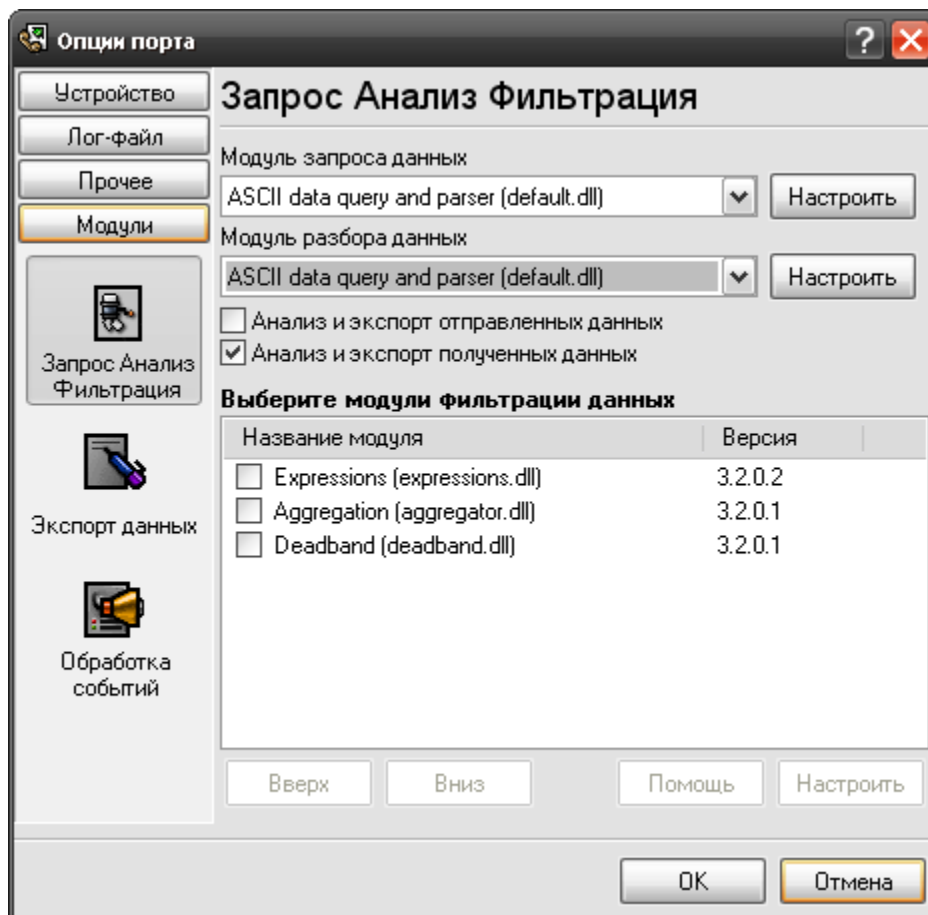 Опции порта
Устройство
Лог-файл
Прочее
Модули
Запрос Анализ
Фильтрация
Экспорт данных
Обработка
событий
Запрос Анализ Фильтрация
Модуль запроса данных
ASCII data query and parser (default.dll)
Настроить
Модуль разбора данных
ASCII data query and parser (default.dll)
Настроить
Анализ и экспорт отправленных данных
Анализ и экспорт полученных данных
Выберите модули фильтрации данных
Название модуля Версия
Expressions (expressions.dll) 3.2.0.2
Aggregation (aggregator.dll) 3.2.0.1
Deadband (deadband.dll) 3.2.0.1
Вверх Вниз Помощь Настроить
OK Отмена